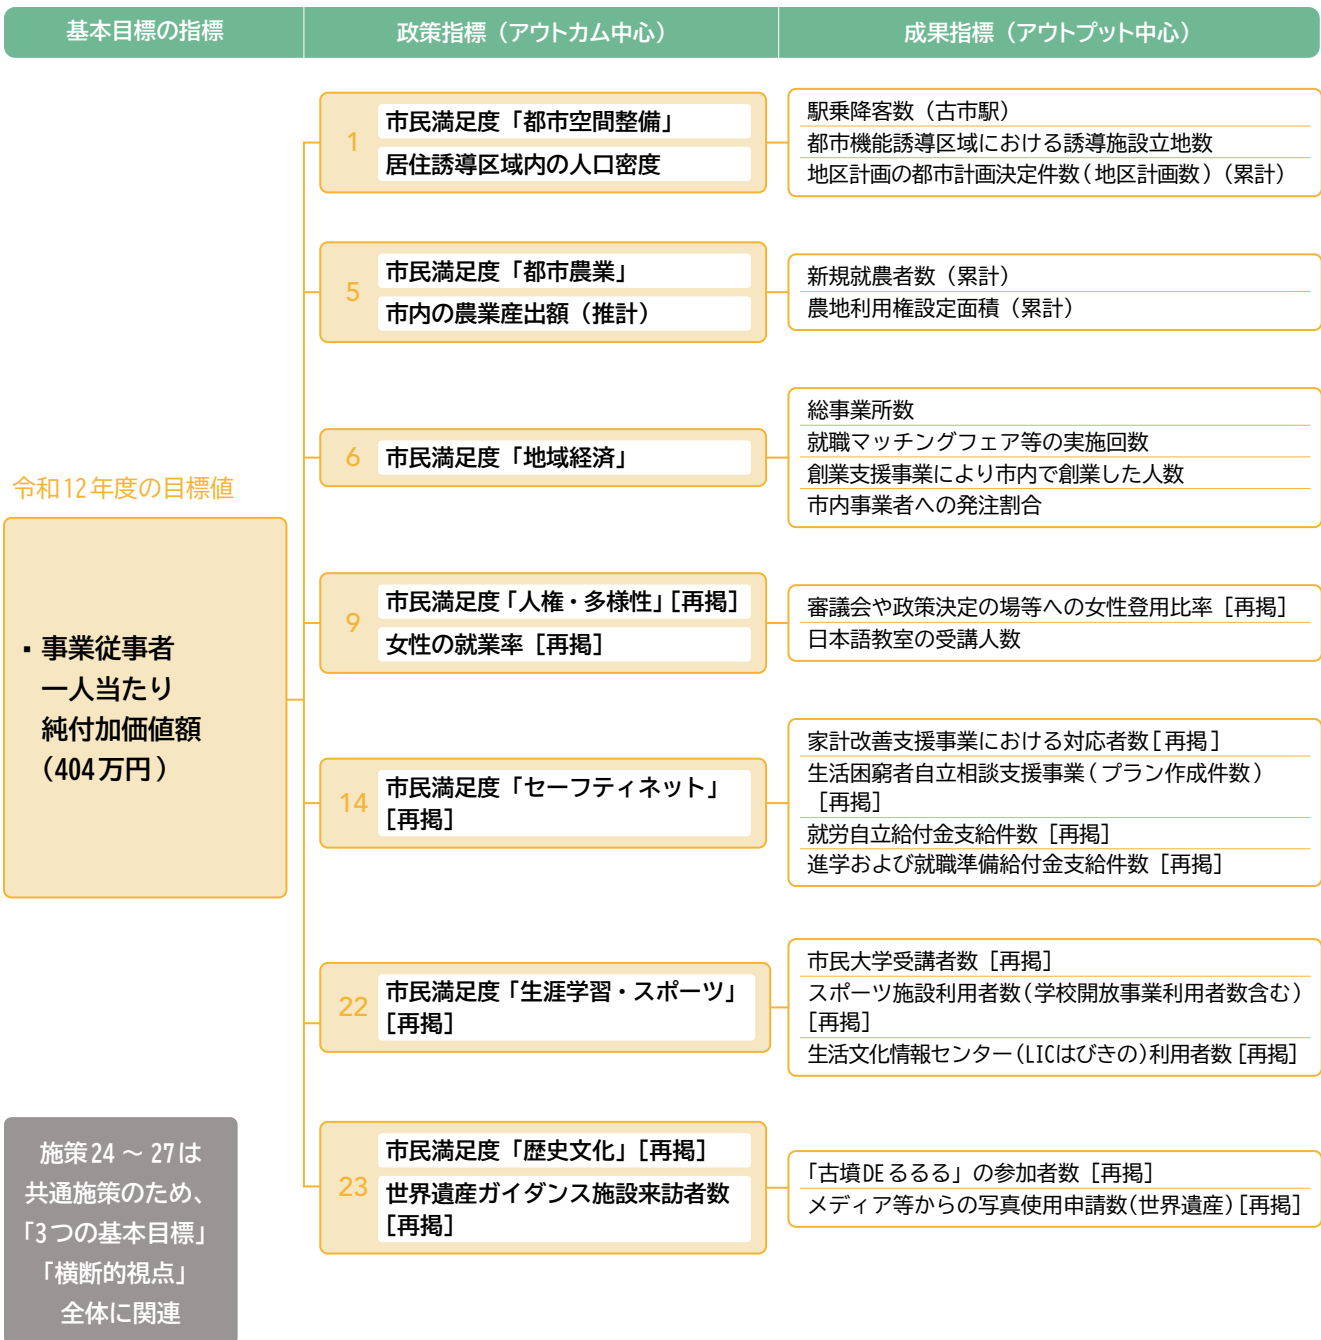 基本目標の指標
政策指標（アウトカム中心）
成果指標（アウトプット中心）
令和12年度の目標値
▪ 事業従事者
一人当たり
純付加価値額
（404万円）
1
市民満足度「都市空間整備」
居住誘導区域内の人口密度
駅乗降客数（古市駅）
都市機能誘導区域における誘導施設立地数
地区計画の都市計画決定件数（地区計画数）（累計）
5
市民満足度「都市農業」
市内の農業産出額（推計）
新規就農者数（累計）
農地利用権設定面積（累計）
6
市民満足度「地域経済」
総事業所数
就職マッチングフェア等の実施回数
創業支援事業により市内で創業した人数
市内事業者への発注割合
9
市民満足度「人権・多様性」［再掲］
女性の就業率［再掲］
審議会や政策決定の場等への女性登用比率［再掲］
日本語教室の受講人数
14
市民満足度「セーフティネット」
［再掲］
家計改善支援事業における対応者数［再掲］
生活困窮者自立相談支援事業（プラン作成件数）
［再掲］
就労自立給付金支給件数［再掲］
進学および就職準備給付金支給件数［再掲］
22
市民満足度「生涯学習・スポーツ」
［再掲］
市民大学受講者数［再掲］
スポーツ施設利用者数（学校開放事業利用者数含む）
［再掲］
生活文化情報センター（LICはびきの）利用者数［再掲］
23
市民満足度「歴史文化」［再掲］
世界遺産ガイダンス施設来訪者数
［再掲］
「古墳DEるるる」の参加者数［再掲］
メディア等からの写真使用申請数（世界遺産）［再掲］
施策24～27は
共通施策のため、
「3つの基本目標」
「横断的視点」
全体に関連